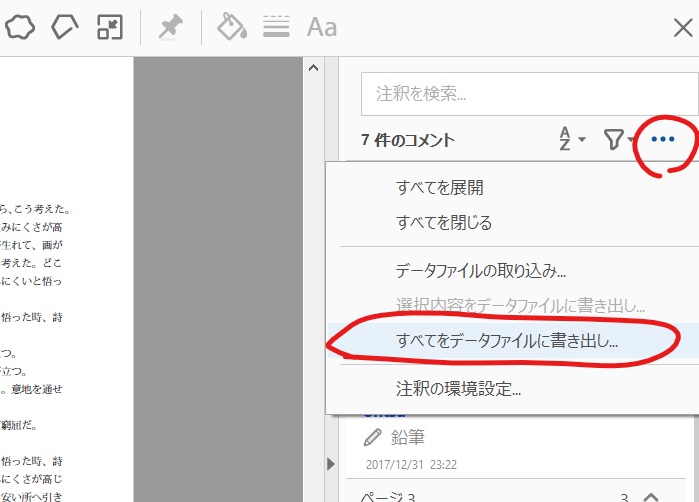 Aa
注釈を検索...
7 件のコメント
A
Z
すべてを展開
すべてを閉じる
データファイルの取り込み...
選択内容をデータファイルに書き出し...
すべてをデータファイルに書き出し...
注釈の環境設定...
鉛筆
2017/12/31 23:22
ページ 3
3
ら、こう考えた。
みにくさが高
生れて、画が
考えた。どこ
にくいと悟っ
悟った時、詩
つ。
立つ。
。意地を通せ
窮屈だ。
悟った時、詩
にくさが高じ
安い所へ引き